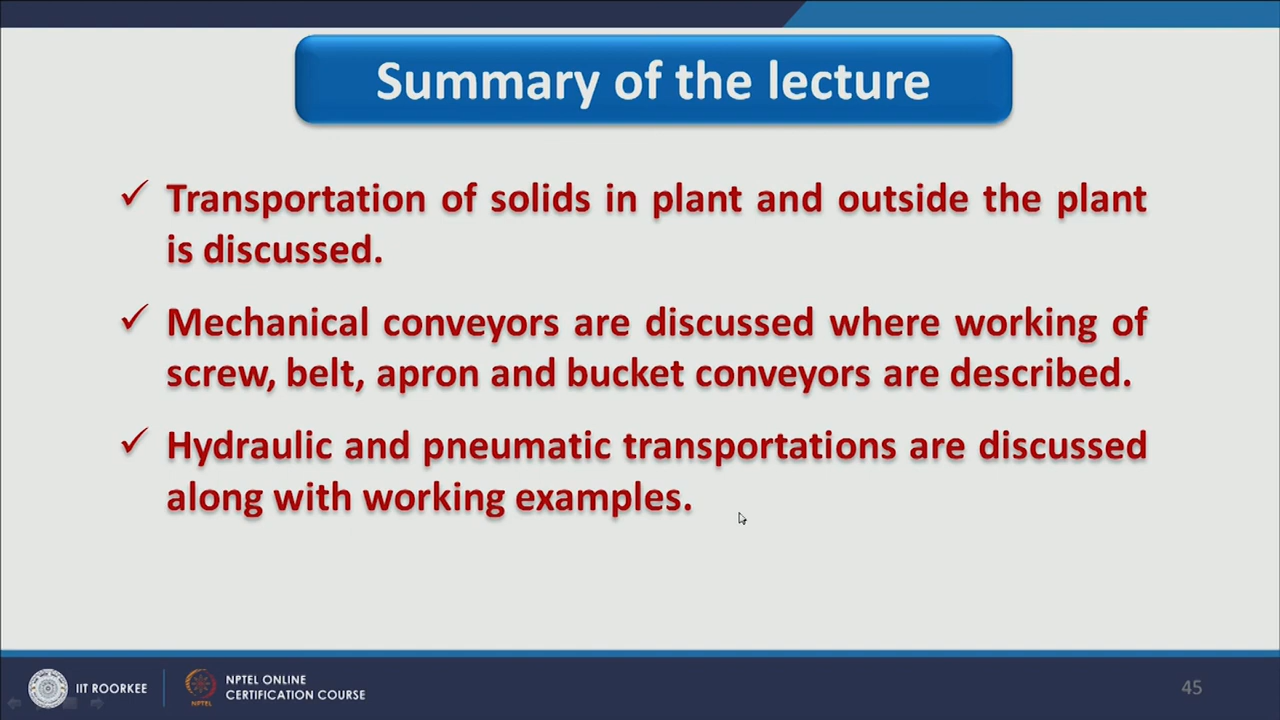 Summary of the lecture
✓ Transportation of solids in plant and outside the plant
is discussed.
✓ Mechanical conveyors are discussed where working of
screw, belt, apron and bucket conveyors are described.
✓ Hydraulic and pneumatic transportations are discussed
along with working examples.
IIT ROORKEE
NPTEL
NPTEL ONLINE
CERTIFICATION COURSE
45